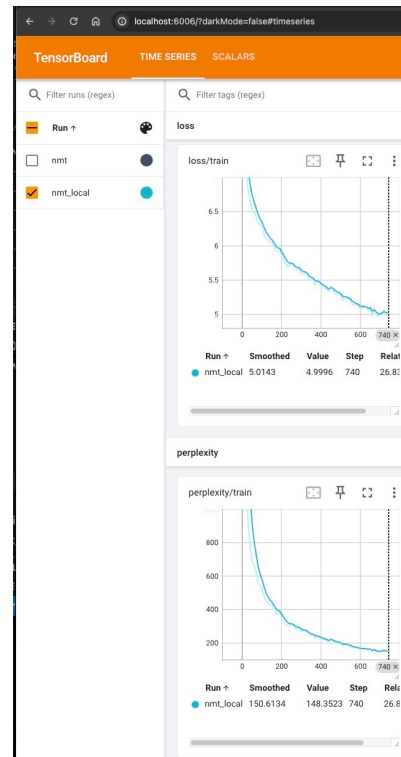 localhost:6006/?darkMode=false#timeseries
TensorBoard TIME SERIES SCALARS
Filter runs (regex)
Run ↑
nmt
nmt_local
Filter tags (regex)
loss
loss/train
6.5
6
5.5
5
0 200 400 600 740 ×
Run ↑ Smoothed Value Step Relat
nmt_local 5.0143 4.9996 740 26.83
perplexity
perplexity/train
800
600
400
200
0 200 400 600 740 ×
Run ↑ Smoothed Value Step Rela
nmt_local 150.6134 148.3523 740 26.8